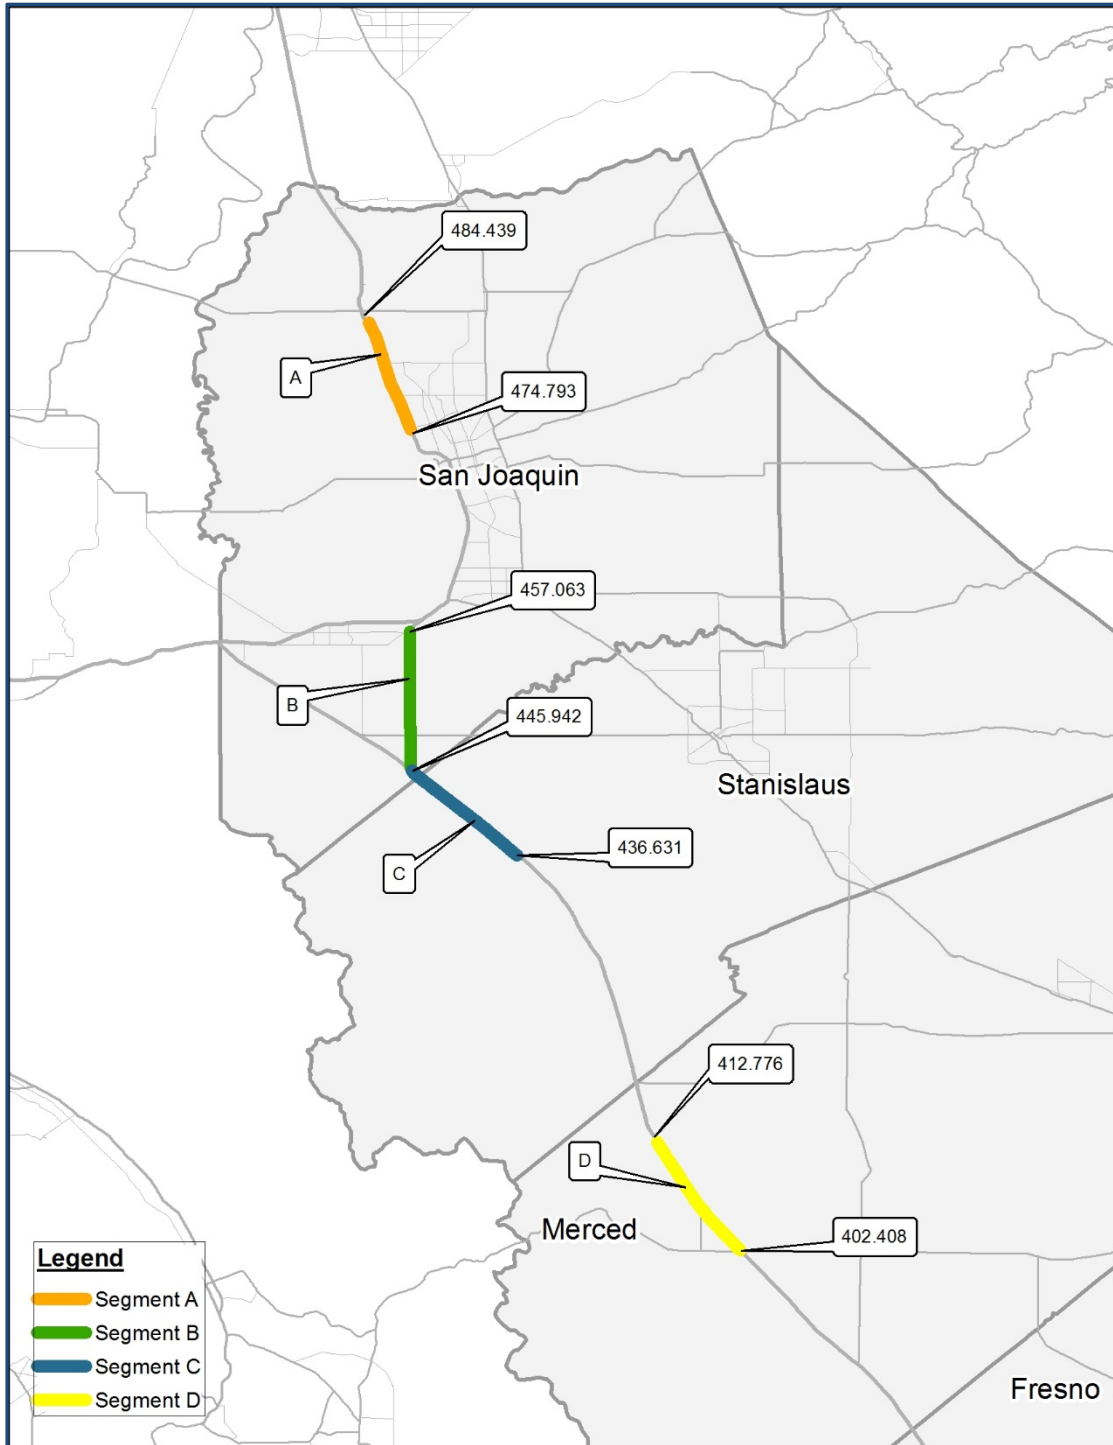 484.439
A
474.793
San Joaquin
457.063
B
445.942
Stanislaus
436.631
C
412.776
D
Merced
402.408
Legend
Segment A
Segment B
Segment C
Segment D
Fresno